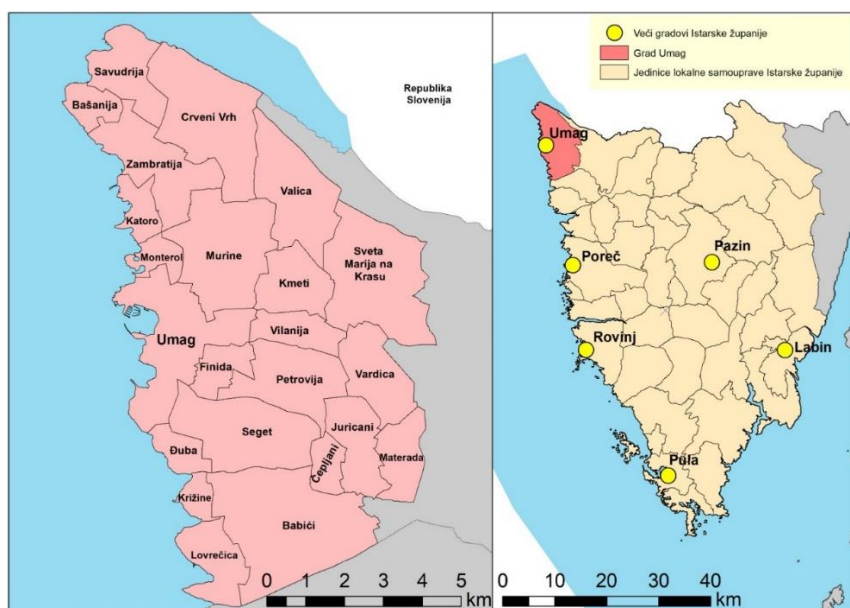 Savudrija
Bašanija
Crveni Vrh
Republika
Slovenija
Zambratija
Valica
Katoro
Monterol
Murine
Sveta
Marija na
Krasu
Kmeti
Umag
Vilanija
Finida
Petrovija
Vardica
Seget
Juricani
Đuba
Čepljani
Materada
Križine
Babići
Lovrečica
0 1 2 3 4 5
km
Veći gradovi Istarske županije
Grad Umag
Jedinice lokalne samouprave Istarske županije
Umag
Poreč
Pazin
Rovinj
Labin
Pula
0 10 20 30 40
km